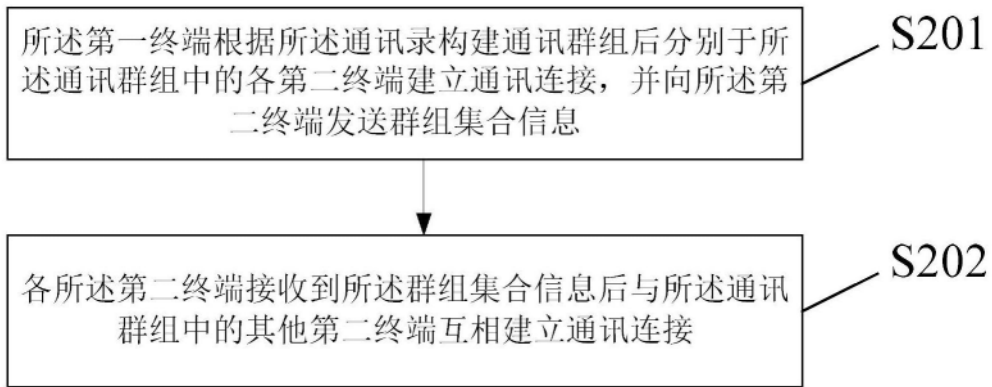 所述第一终端根据所述通讯录构建通讯群组后分别于所
述通讯群组中的各第二终端建立通讯连接，并向所述第
二终端发送群组集合信息
S201
各所述第二终端接收到所述群组集合信息后与所述通讯
群组中的其他第二终端互相建立通讯连接
S202